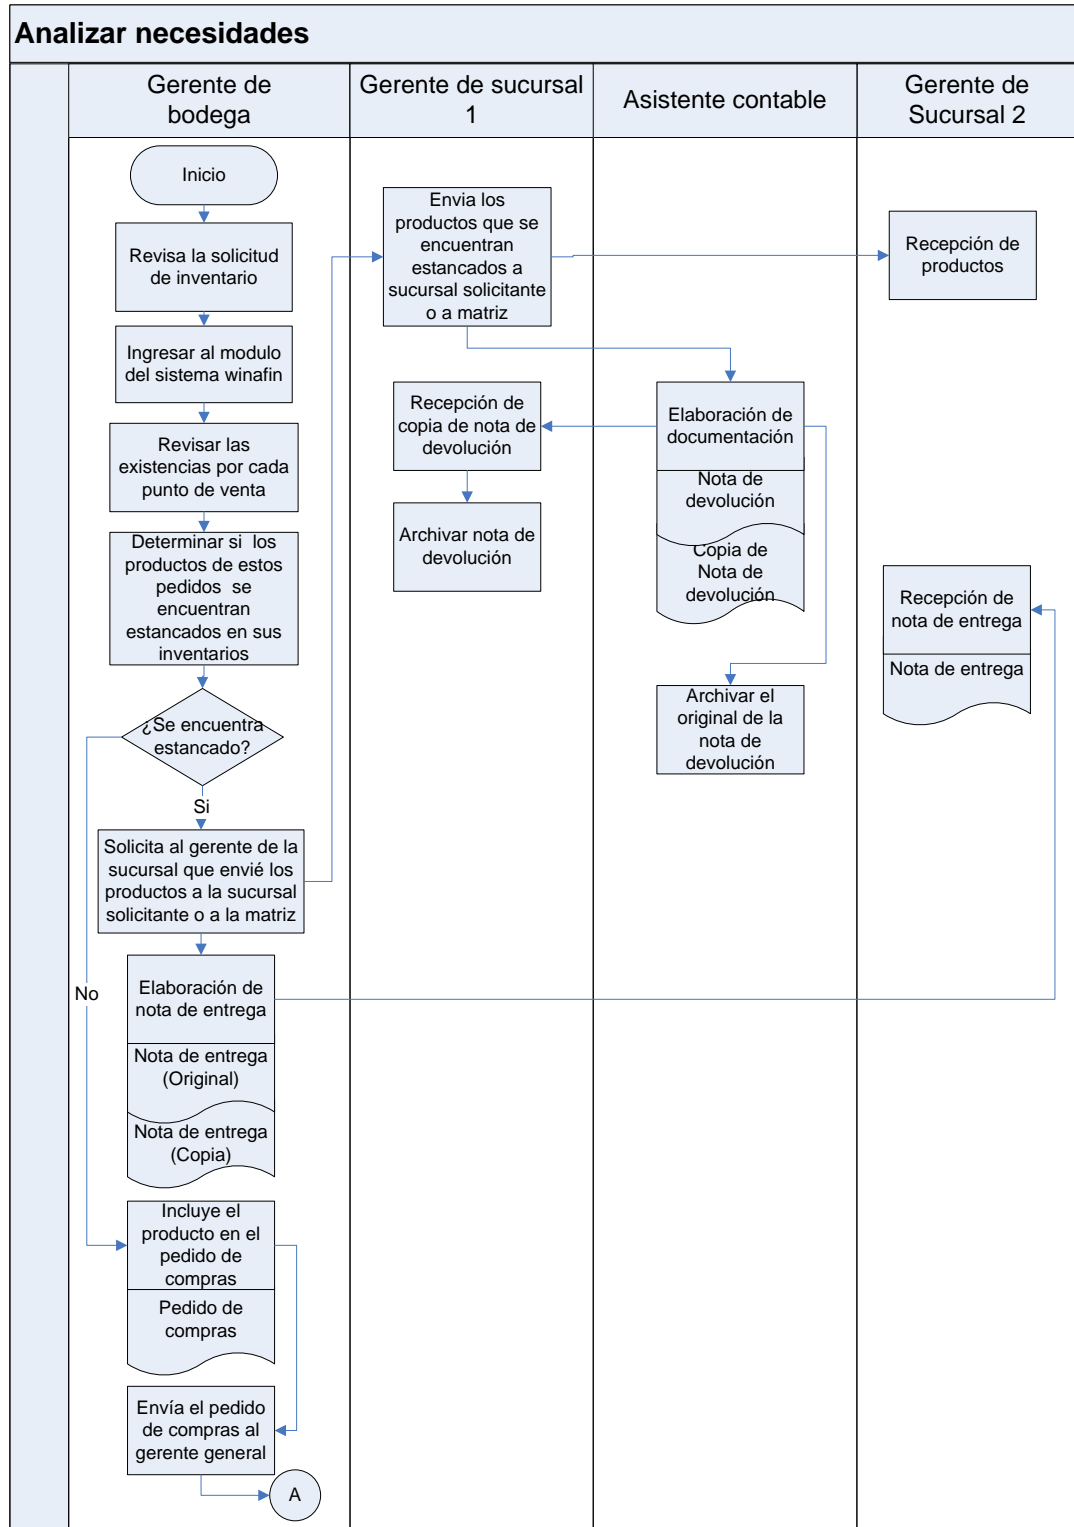 Analizar necesidades
Gerente de
bodega
Gerente de sucursal
1
Asistente contable
Gerente de
Sucursal 2
Inicio
Revisa la solicitud
de inventario
Ingresar al modulo
del sistema winafin
Revisar las
existencias por cada
punto de venta
Determinar si los
productos de estos
pedidos se
encuentran
estancados en sus
inventarios
¿Se encuentra
estancado?
Si
No
Solicita al gerente de la
sucursal que envié los
productos a la sucursal
solicitante o a la matriz
Elaboración de
nota de entrega
Nota de entrega
(Original)
Nota de entrega
(Copia)
Incluye el
producto en el
pedido de
compras
Pedido de
compras
Envía el pedido
de compras al
gerente general
A
Envia los
productos que se
encuentran
estancados a
sucursal solicitante
o a matriz
Recepción de
copia de nota de
devolución
Archivar nota de
devolución
Elaboración de
documentación
Nota de
devolución
Copia de
Nota de
devolución
Archivar el
original de la
nota de
devolución
Recepción de
productos
Recepción de
nota de entrega
Nota de entrega